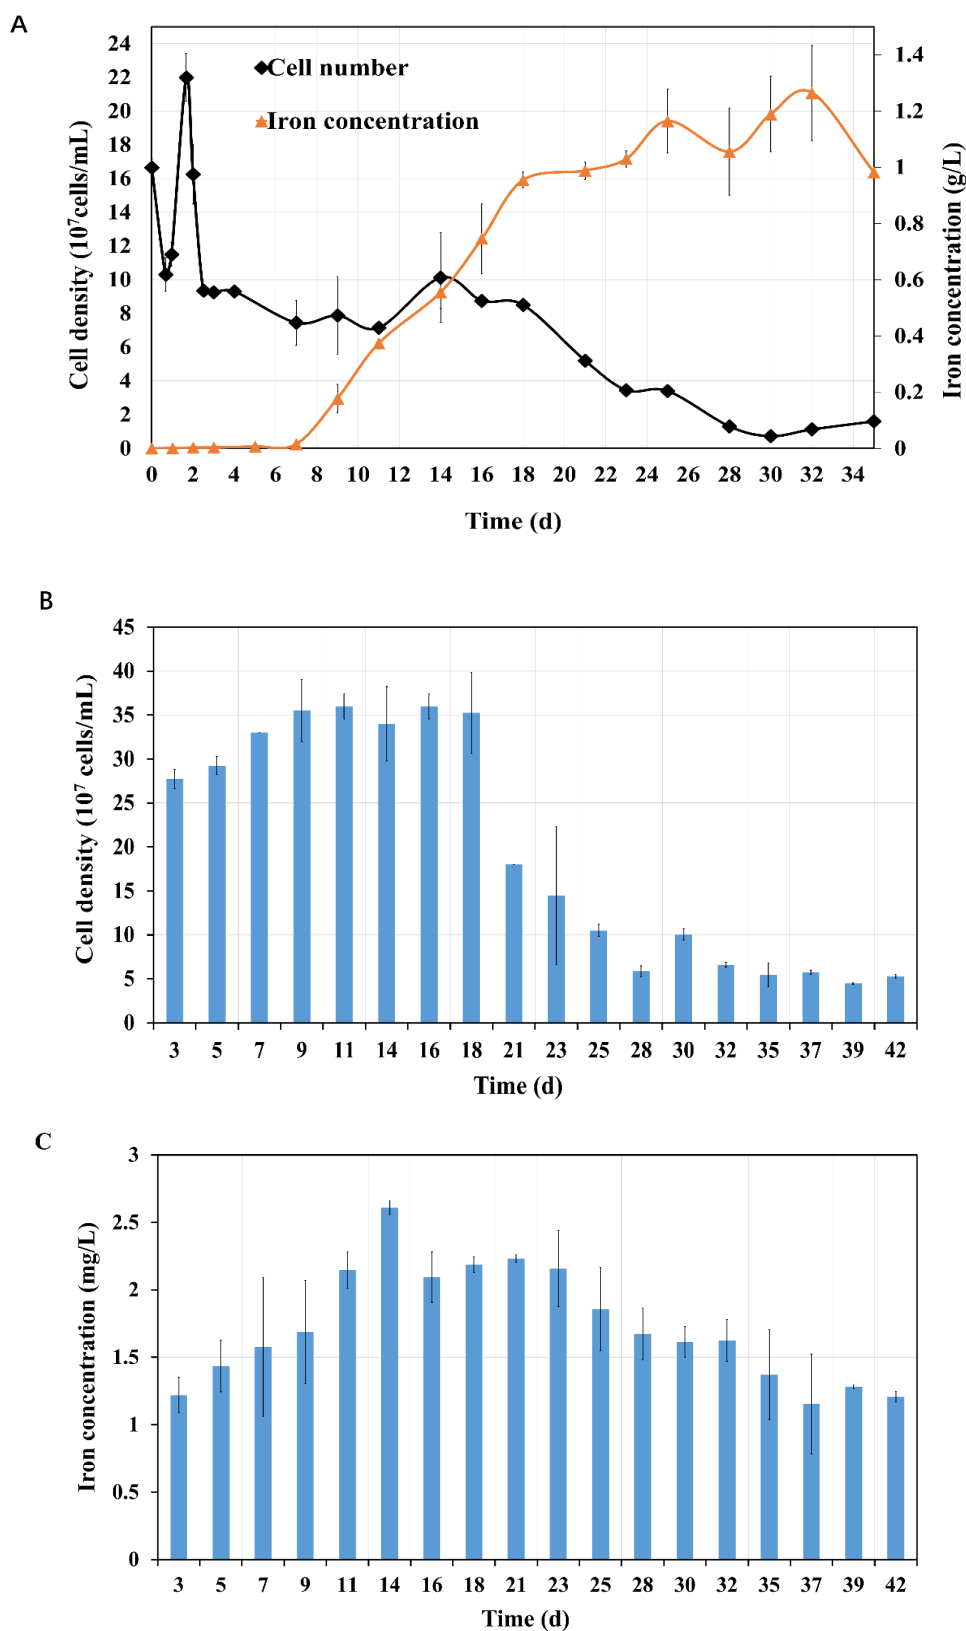 A
Cell number
Iron concentration
Cell density (10⁷cells/mL)
24
22
20
18
16
14
12
10
8
6
4
2
0
Iron concentration (g/L)
1.4
1.2
1
0.8
0.6
0.4
0.2
0
0 2 4 6 8 10 12 14 16 18 20 22 24 26 28 30 32 34
Time (d)
B
Cell density (10⁷ cells/mL)
45
40
35
30
25
20
15
10
5
0
3 5 7 9 11 14 16 18 21 23 25 28 30 32 35 37 39 42
Time (d)
C
Iron concentration (mg/L)
3
2.5
2
1.5
1
0.5
0
3 5 7 9 11 14 16 18 21 23 25 28 30 32 35 37 39 42
Time (d)